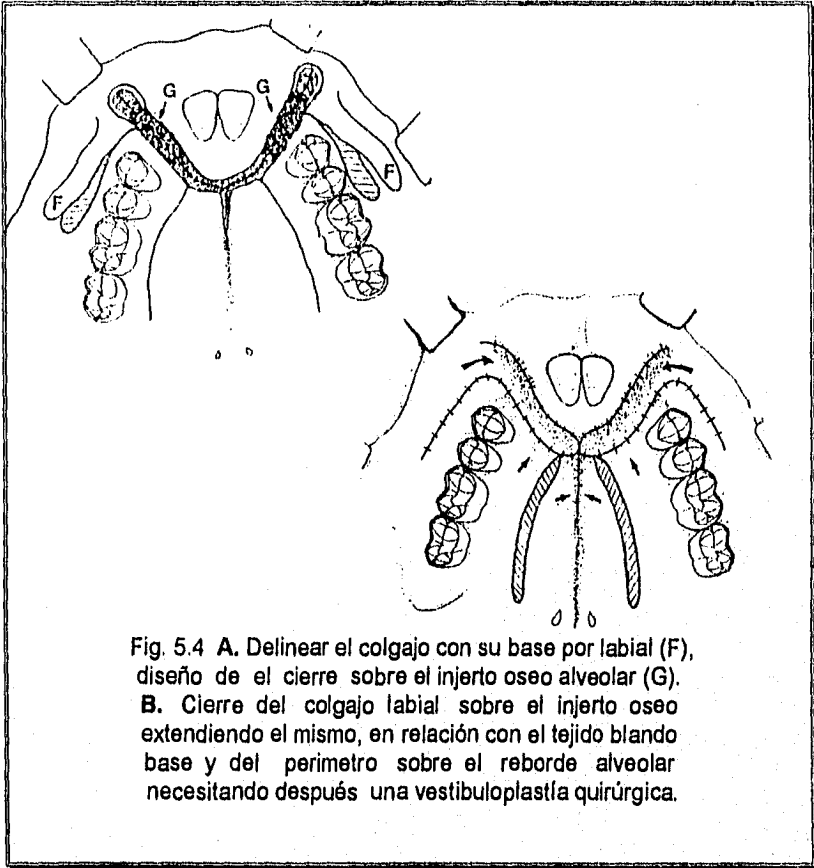 G G
F F
Fig. 5.4 A. Delinear el colgajo con su base por labial (F),
diseño de el cierre sobre el injerto oseo alveolar (G).
B. Cierre del colgajo labial sobre el injerto oseo
extendiendo el mismo, en relación con el tejido blando
base y del perimetro sobre el reborde alveolar
necesitando después una vestibuloplastía quirúrgica.